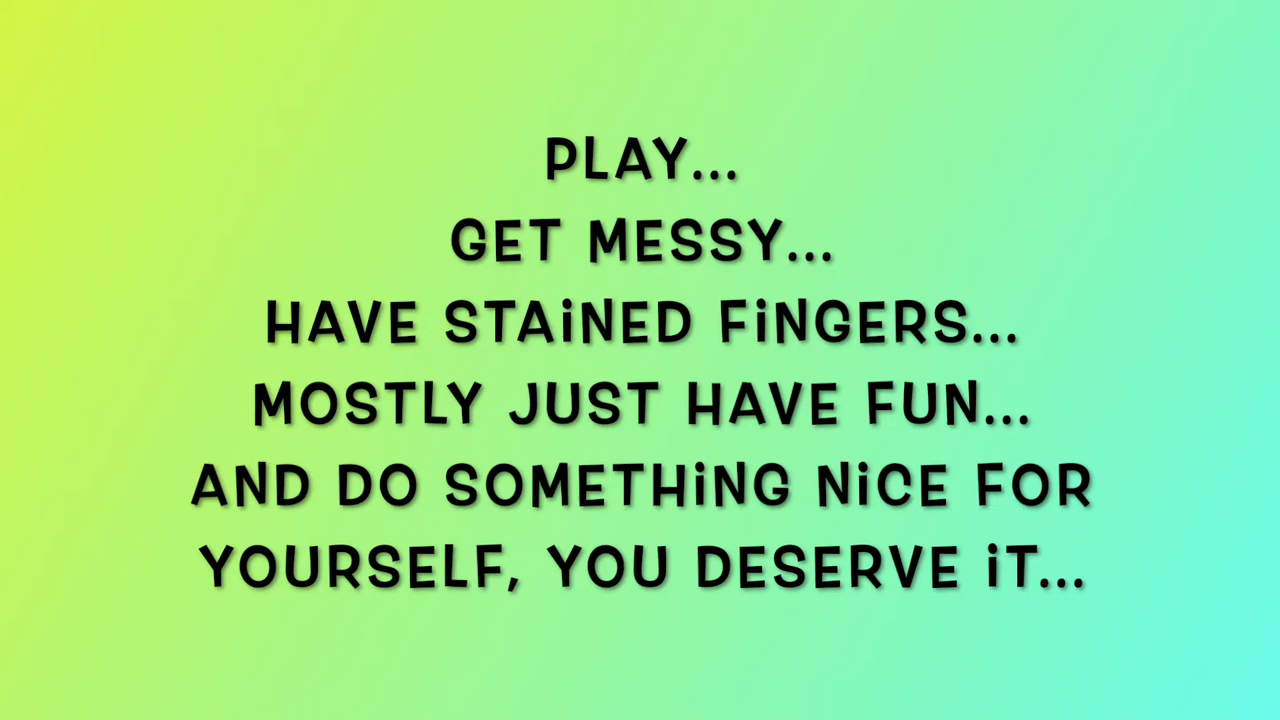 PLAY...
GET MESSY...
HAVE STAiNED FiNGERS...
MOSTLY JUST HAVE FUN...
AND DO SOMETHiNG NiCE FOR
YOURSELF, YOU DESERVE iT...